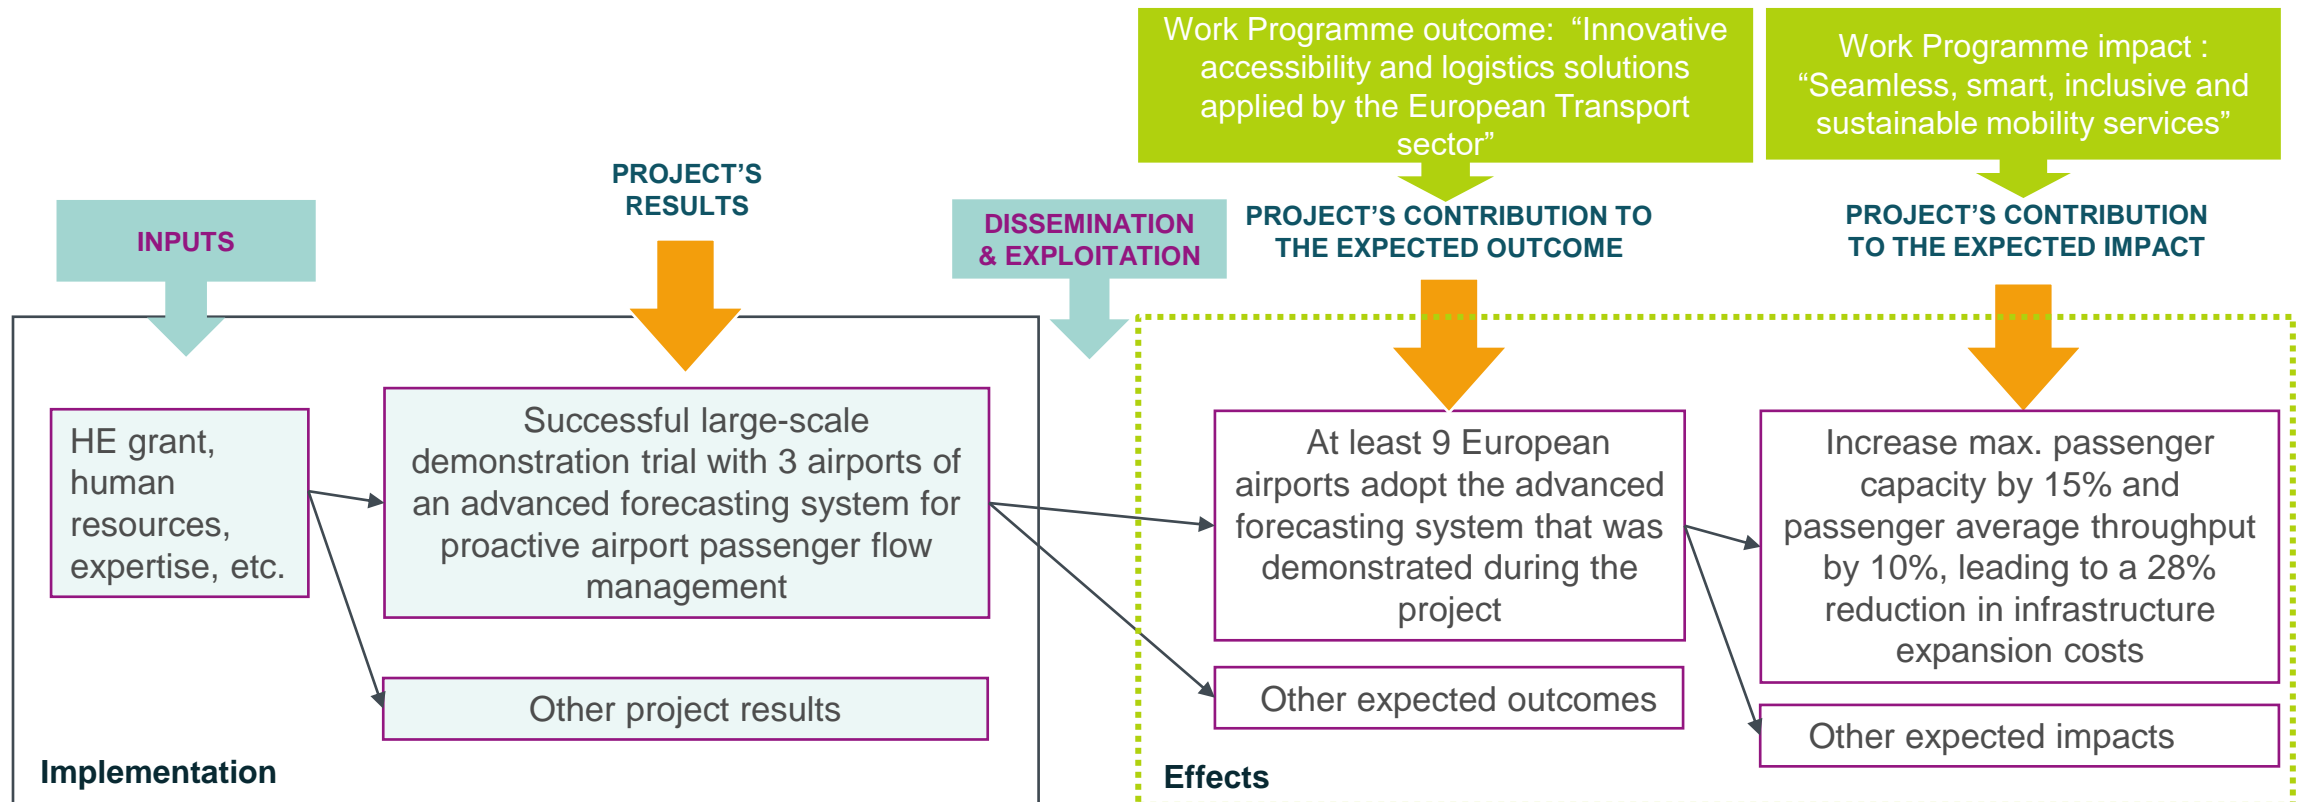 Work Programme outcome: “Innovative
accessibility and logistics solutions
applied by the European Transport
sector”
Work Programme impact :
“Seamless, smart, inclusive and
sustainable mobility services”
INPUTS
PROJECT’S
RESULTS
DISSEMINATION
& EXPLOITATION
PROJECT’S CONTRIBUTION TO
THE EXPECTED OUTCOME
PROJECT’S CONTRIBUTION
TO THE EXPECTED IMPACT
HE grant,
human
resources,
expertise, etc.
Successful large-scale
demonstration trial with 3 airports of
an advanced forecasting system for
proactive airport passenger flow
management
Other project results
Implementation
At least 9 European
airports adopt the advanced
forecasting system that was
demonstrated during the
project
Other expected outcomes
Increase max. passenger
capacity by 15% and
passenger average throughput
by 10%, leading to a 28%
reduction in infrastructure
expansion costs
Other expected impacts
Effects